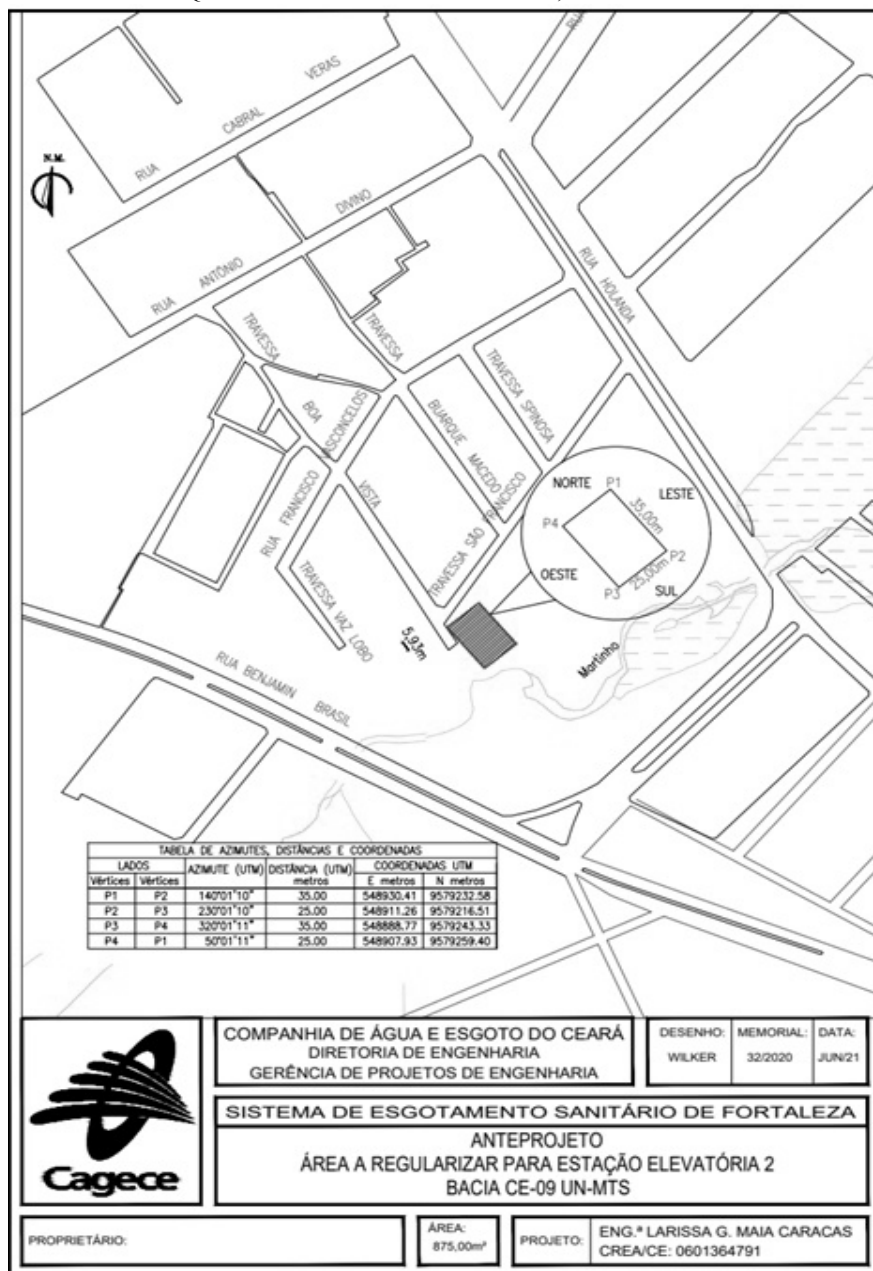 RUA
VERAS
CABRAL
RUA
N.M.
DIVINO
ANTÔNIO
RUA
RUA HOLANDA
TRAVESSA
TRAVESSA
TRAVESSA SPINOSA
BOA
VASCONCELOS
BUARQUE MACEDO
VISTA
RUA FRANCISCO
TRAVESSA SÃO FRANCISCO
TRAVESSA VAZ LOBO
NORTE
P1
LESTE
35,00m
P4
P2
OESTE
25,00m
P3
SUL
5,93m
Martinho
RUA BENJAMIN BRASIL
TABELA DE AZIMUTES, DISTÂNCIAS E COORDENADAS
LADOS AZIMUTE (UTM) DISTÂNCIA (UTM) metros COORDENADAS UTM
Vértices Vértices E metros N metros
P1 P2 140°01'10" 35.00 548930.41 9579232.58
P2 P3 230°01'10" 25.00 548911.26 9579216.51
P3 P4 320°01'11" 35.00 548888.77 9579243.33
P4 P1 50°01'11" 25.00 548907.93 9579259.40
Cagece
COMPANHIA DE ÁGUA E ESGOTO DO CEARÁ
DIRETORIA DE ENGENHARIA
GERÊNCIA DE PROJETOS DE ENGENHARIA
DESENHO: MEMORIAL: DATA:
WILKER 32/2020 JUN/21
SISTEMA DE ESGOTAMENTO SANITÁRIO DE FORTALEZA
ANTEPROJETO
ÁREA A REGULARIZAR PARA ESTAÇÃO ELEVATÓRIA 2
BACIA CE-09 UN-MTS
PROPRIETÁRIO:
ÁREA:
875,00m²
PROJETO:
ENG.ª LARISSA G. MAIA CARACAS
CREA/CE: 0601364791